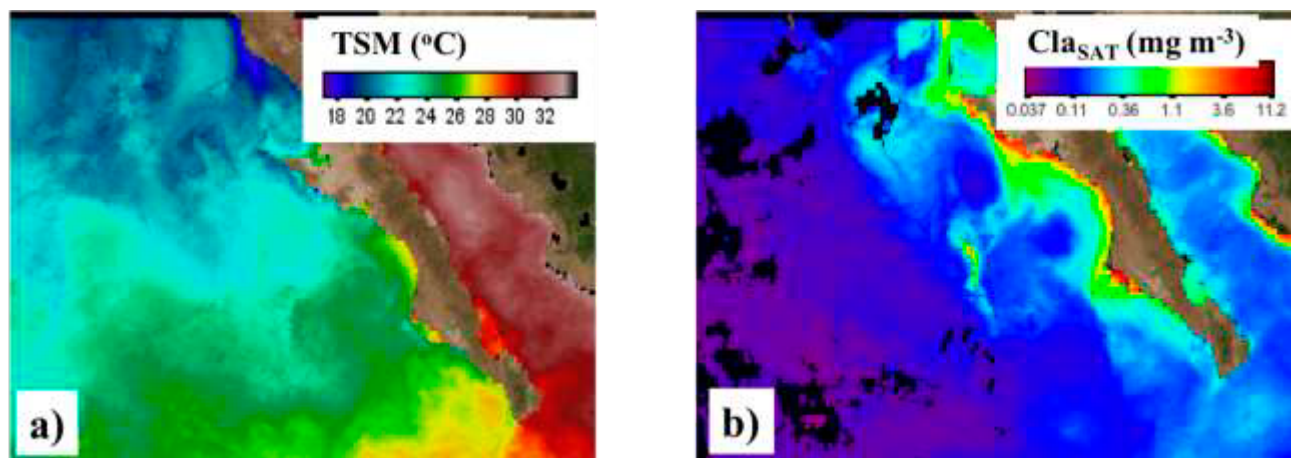 TSM (°C)
18 20 22 24 26 28 30 32
a)
Cla_SAT (mg m⁻³)
0.037 0.11 0.36 1.1 3.6 11.2
b)